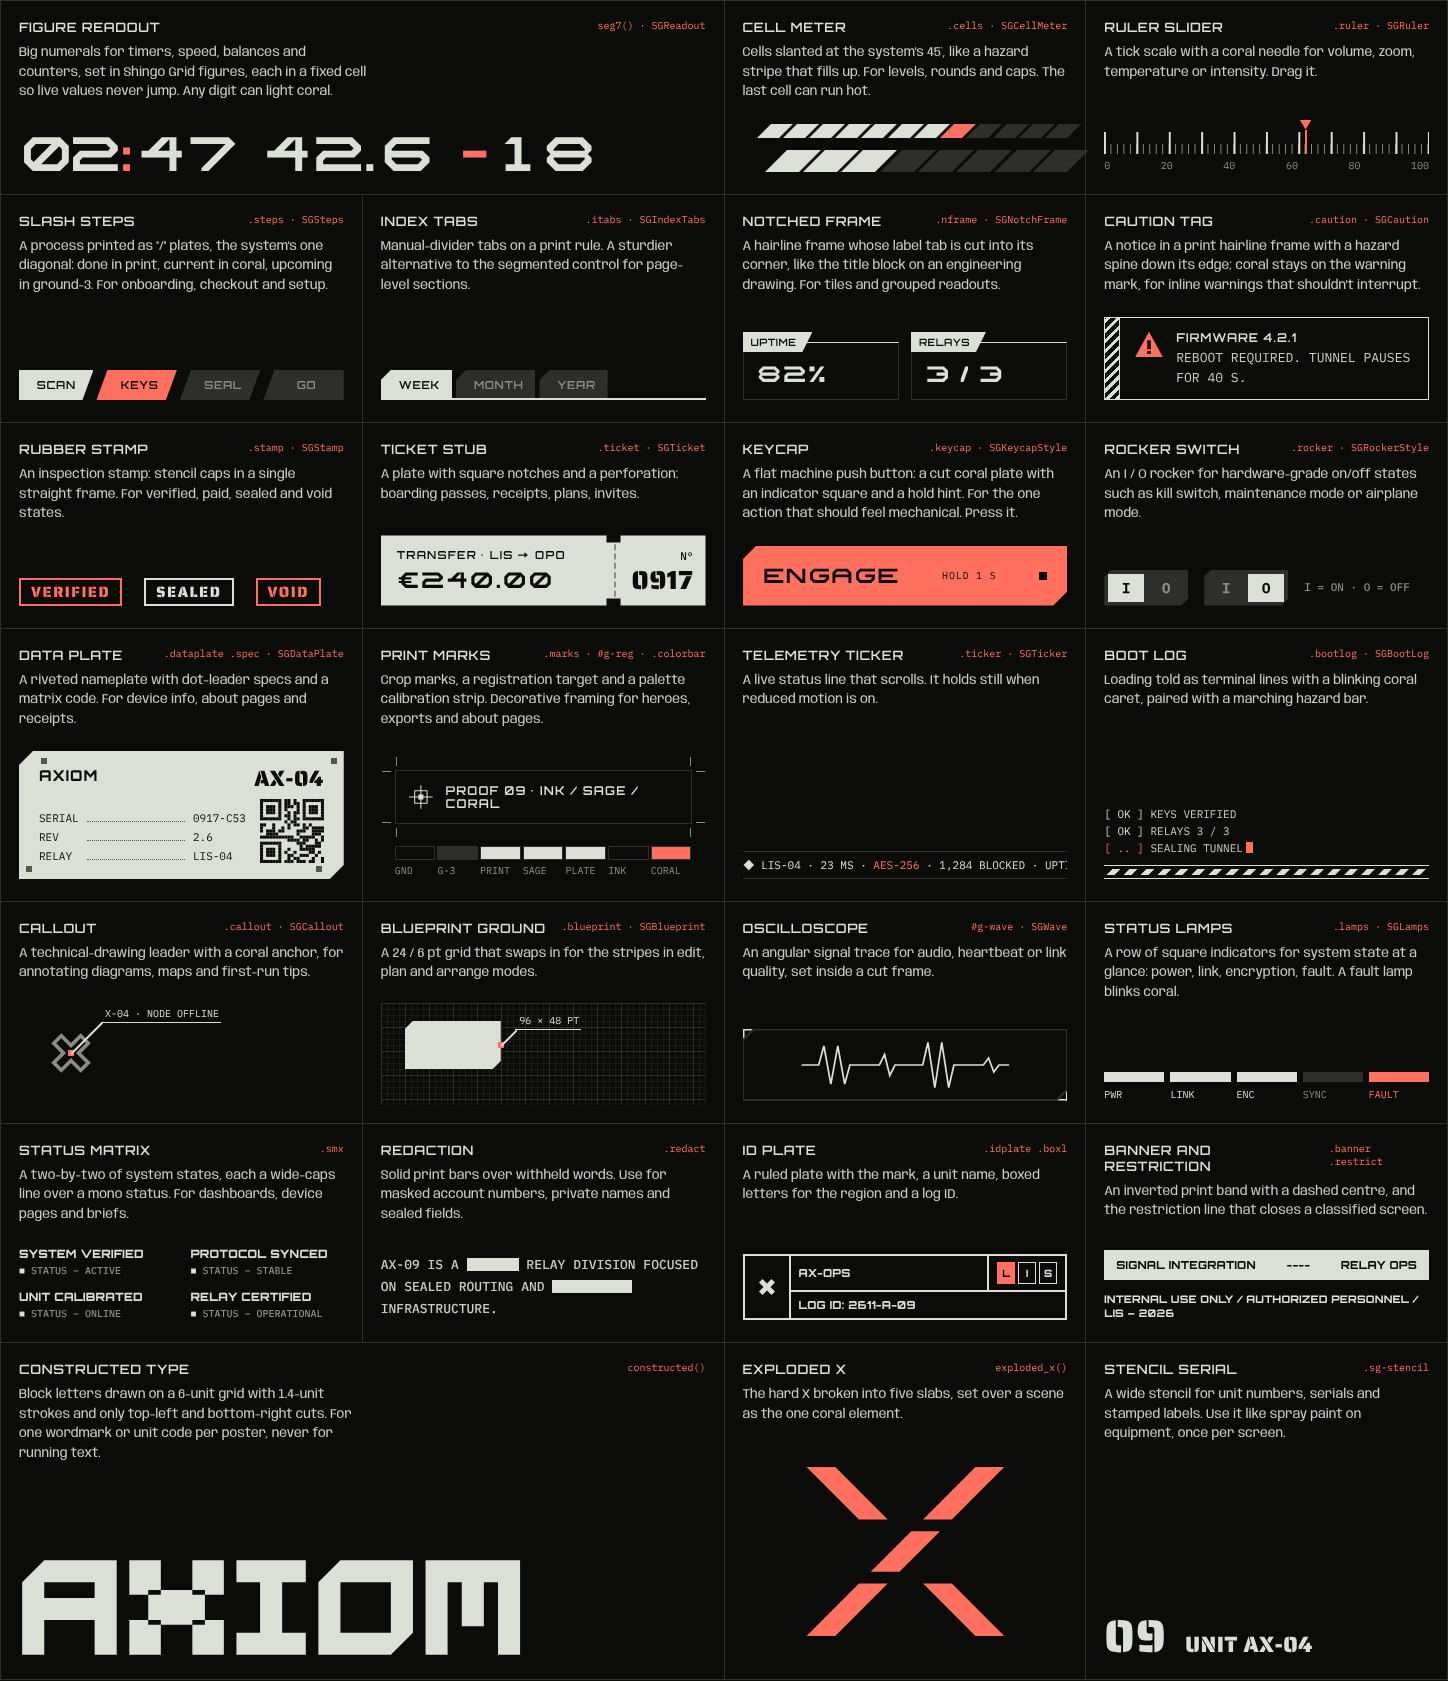 FIGURE READOUT
seg7() · SGReadout
Big numerals for timers, speed, balances and
counters, set in Shingo Grid figures, each in a fixed cell
so live values never jump. Any digit can light coral.
02:47 42.6 -18
CELL METER
.cells · SGCellMeter
Cells slanted at the system's 45°, like a hazard
stripe that fills up. For levels, rounds and caps. The
last cell can run hot.
RULER SLIDER
.ruler · SGRuler
A tick scale with a coral needle for volume, zoom,
temperature or intensity. Drag it.
0 20 40 60 80 100
SLASH STEPS
.steps · SGSteps
A process printed as "/" plates, the system's one
diagonal: done in print, current in coral, upcoming
in ground-3. For onboarding, checkout and setup.
SCAN KEYS SEAL GO
INDEX TABS
.itabs · SGIndexTabs
Manual-divider tabs on a print rule. A sturdier
alternative to the segmented control for page-
level sections.
WEEK MONTH YEAR
NOTCHED FRAME
.nframe · SGNotchFrame
A hairline frame whose label tab is cut into its
corner, like the title block on an engineering
drawing. For tiles and grouped readouts.
UPTIME
82%
RELAYS
3/3
CAUTION TAG
.caution · SGCaution
A notice in a print hairline frame with a hazard
spine down its edge; coral stays on the warning
mark, for inline warnings that shouldn't interrupt.
FIRMWARE 4.2.1
REBOOT REQUIRED. TUNNEL PAUSES
FOR 40 S.
RUBBER STAMP
.stamp · SGStamp
An inspection stamp: stencil caps in a single
straight frame. For verified, paid, sealed and void
states.
VERIFIED SEALED VOID
TICKET STUB
.ticket · SGTicket
A plate with square notches and a perforation:
boarding passes, receipts, plans, invites.
TRANSFER · LIS → OPO
€240.00
Nº
0917
KEYCAP
.keycap · SGKeycapStyle
A flat machine push button: a cut coral plate with
an indicator square and a hold hint. For the one
action that should feel mechanical. Press it.
ENGAGE HOLD 1 S
ROCKER SWITCH
.rocker · SGRockerStyle
An I / O rocker for hardware-grade on/off states
such as kill switch, maintenance mode or airplane
mode.
I O I O I = ON · O = OFF
DATA PLATE
.dataplate .spec · SGDataPlate
A riveted nameplate with dot-leader specs and a
matrix code. For device info, about pages and
receipts.
AXIOM
AX-04
SERIAL 0917-C53
REV 2.6
RELAY LIS-04
PRINT MARKS
.marks · #g-reg · .colorbar
Crop marks, a registration target and a palette
calibration strip. Decorative framing for heroes,
exports and about pages.
PROOF 09 · INK / SAGE /
CORAL
GND G-3 PRINT SAGE PLATE INK CORAL
TELEMETRY TICKER
.ticker · SGTicker
A live status line that scrolls. It holds still when
reduced motion is on.
◆ LIS-04 · 23 MS · AES-256 · 1,284 BLOCKED · UPTI
BOOT LOG
.bootlog · SGBootLog
Loading told as terminal lines with a blinking coral
caret, paired with a marching hazard bar.
[ OK ] KEYS VERIFIED
[ OK ] RELAYS 3 / 3
[ .. ] SEALING TUNNEL
CALLOUT
.callout · SGCallout
A technical-drawing leader with a coral anchor, for
annotating diagrams, maps and first-run tips.
X-04 · NODE OFFLINE
BLUEPRINT GROUND
.blueprint · SGBlueprint
A 24 / 6 pt grid that swaps in for the stripes in edit,
plan and arrange modes.
96 × 48 PT
OSCILLOSCOPE
#g-wave · SGWave
An angular signal trace for audio, heartbeat or link
quality, set inside a cut frame.
STATUS LAMPS
.lamps · SGLamps
A row of square indicators for system state at a
glance: power, link, encryption, fault. A fault lamp
blinks coral.
PWR LINK ENC SYNC FAULT
STATUS MATRIX
.smx
A two-by-two of system states, each a wide-caps
line over a mono status. For dashboards, device
pages and briefs.
SYSTEM VERIFIED
■ STATUS – ACTIVE
PROTOCOL SYNCED
■ STATUS – STABLE
UNIT CALIBRATED
■ STATUS – ONLINE
RELAY CERTIFIED
■ STATUS – OPERATIONAL
REDACTION
.redact
Solid print bars over withheld words. Use for
masked account numbers, private names and
sealed fields.
AX-09 IS A RELAY DIVISION FOCUSED
ON SEALED ROUTING AND
INFRASTRUCTURE.
ID PLATE
.idplate .boxl
A ruled plate with the mark, a unit name, boxed
letters for the region and a log ID.
AX-OPS
L I S
LOG ID: 2611-A-09
BANNER AND
RESTRICTION
.banner
.restrict
An inverted print band with a dashed centre, and
the restriction line that closes a classified screen.
SIGNAL INTEGRATION ---- RELAY OPS
INTERNAL USE ONLY / AUTHORIZED PERSONNEL /
LIS – 2026
CONSTRUCTED TYPE
constructed()
Block letters drawn on a 6-unit grid with 1.4-unit
strokes and only top-left and bottom-right cuts. For
one wordmark or unit code per poster, never for
running text.
AXIOM
EXPLODED X
exploded_x()
The hard X broken into five slabs, set over a scene
as the one coral element.
STENCIL SERIAL
.sg-stencil
A wide stencil for unit numbers, serials and
stamped labels. Use it like spray paint on
equipment, once per screen.
09 UNIT AX-04